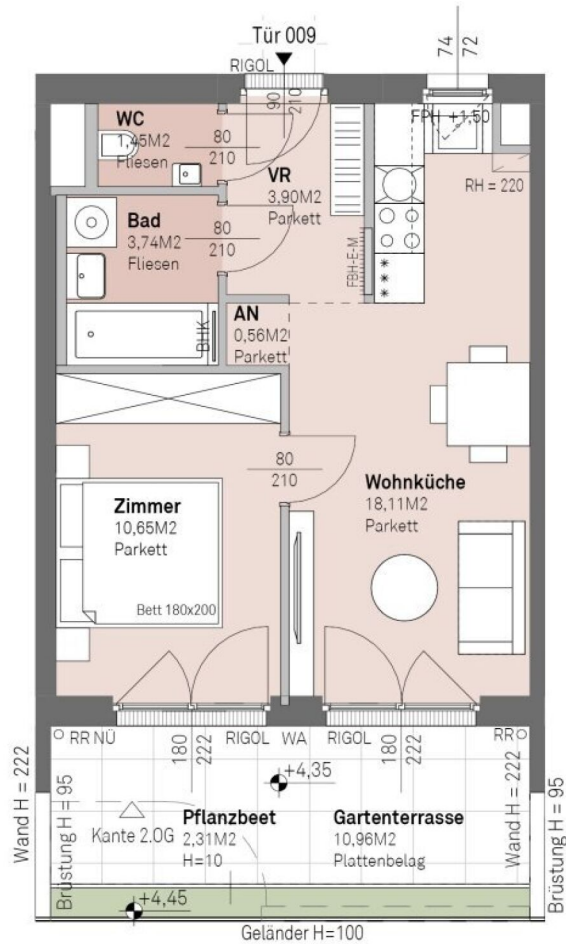 Tür 009
74
72
RIGOL
90
210
FPH +1,50
WC
1,45M2
Fliesen
80
210
VR
3,90M2
Parkett
RH = 220
Bad
3,74M2
Fliesen
80
210
FBH-E-M
BHK
AN
0,56M2
Parkett
80
210
Zimmer
10,65M2
Parkett
Wohnküche
18,11M2
Parkett
Bett 180x200
RR NÜ
180
222
RIGOL
WA
RIGOL
180
222
RR
Wand H = 222
Brüstung H = 95
+4,35
Wand H = 222
Brüstung H = 95
Kante 2.OG
Pflanzbeet
2,31M2
H=10
Gartenterrasse
10,96M2
Plattenbelag
+4,45
Geländer H=100